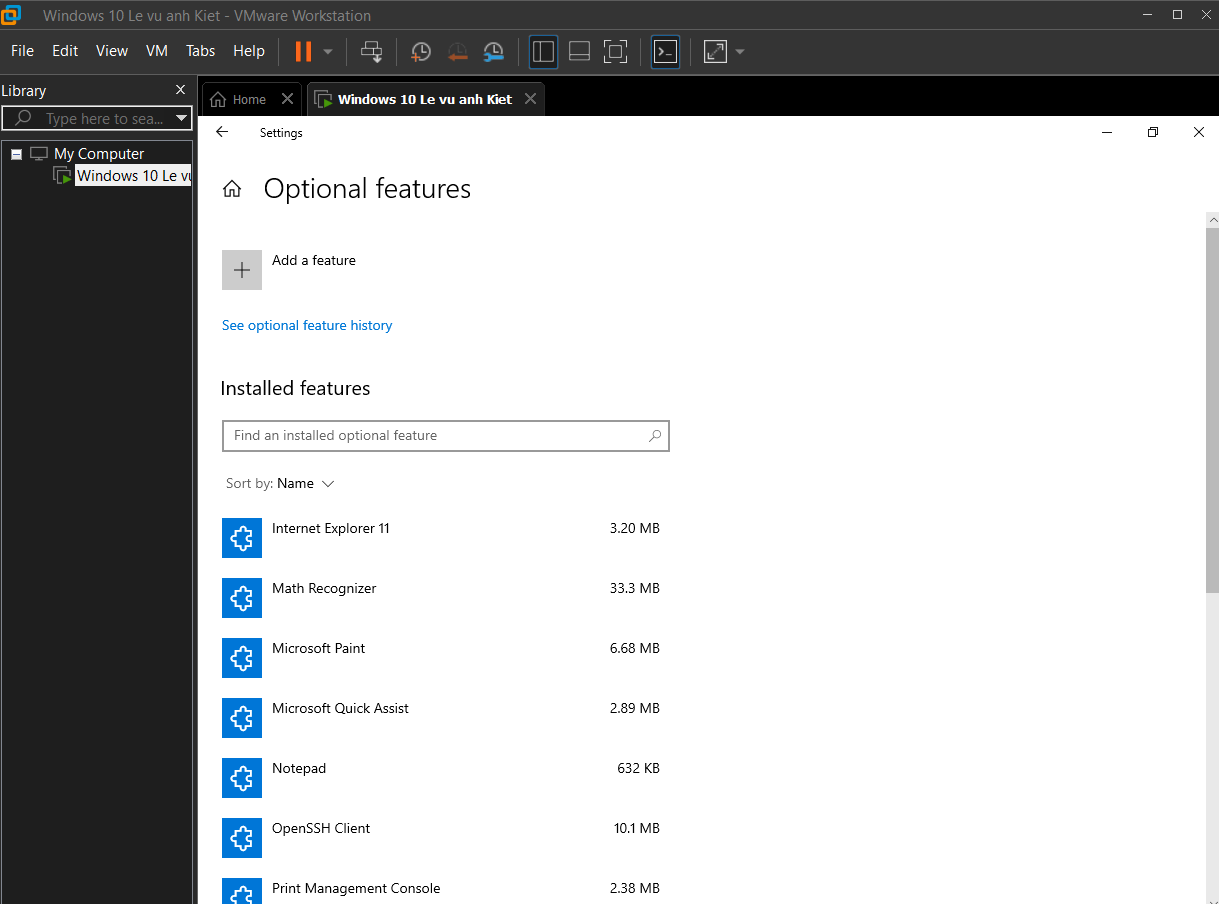 Windows 10 Le vu anh Kiet - VMware Workstation
File Edit View VM Tabs Help
Library
Type here to sea...
My Computer
Windows 10 Le vu
Home
Windows 10 Le vu anh Kiet
Settings
Optional features
Add a feature
See optional feature history
Installed features
Find an installed optional feature
Sort by: Name
Internet Explorer 11 3.20 MB
Math Recognizer 33.3 MB
Microsoft Paint 6.68 MB
Microsoft Quick Assist 2.89 MB
Notepad 632 KB
OpenSSH Client 10.1 MB
Print Management Console 2.38 MB